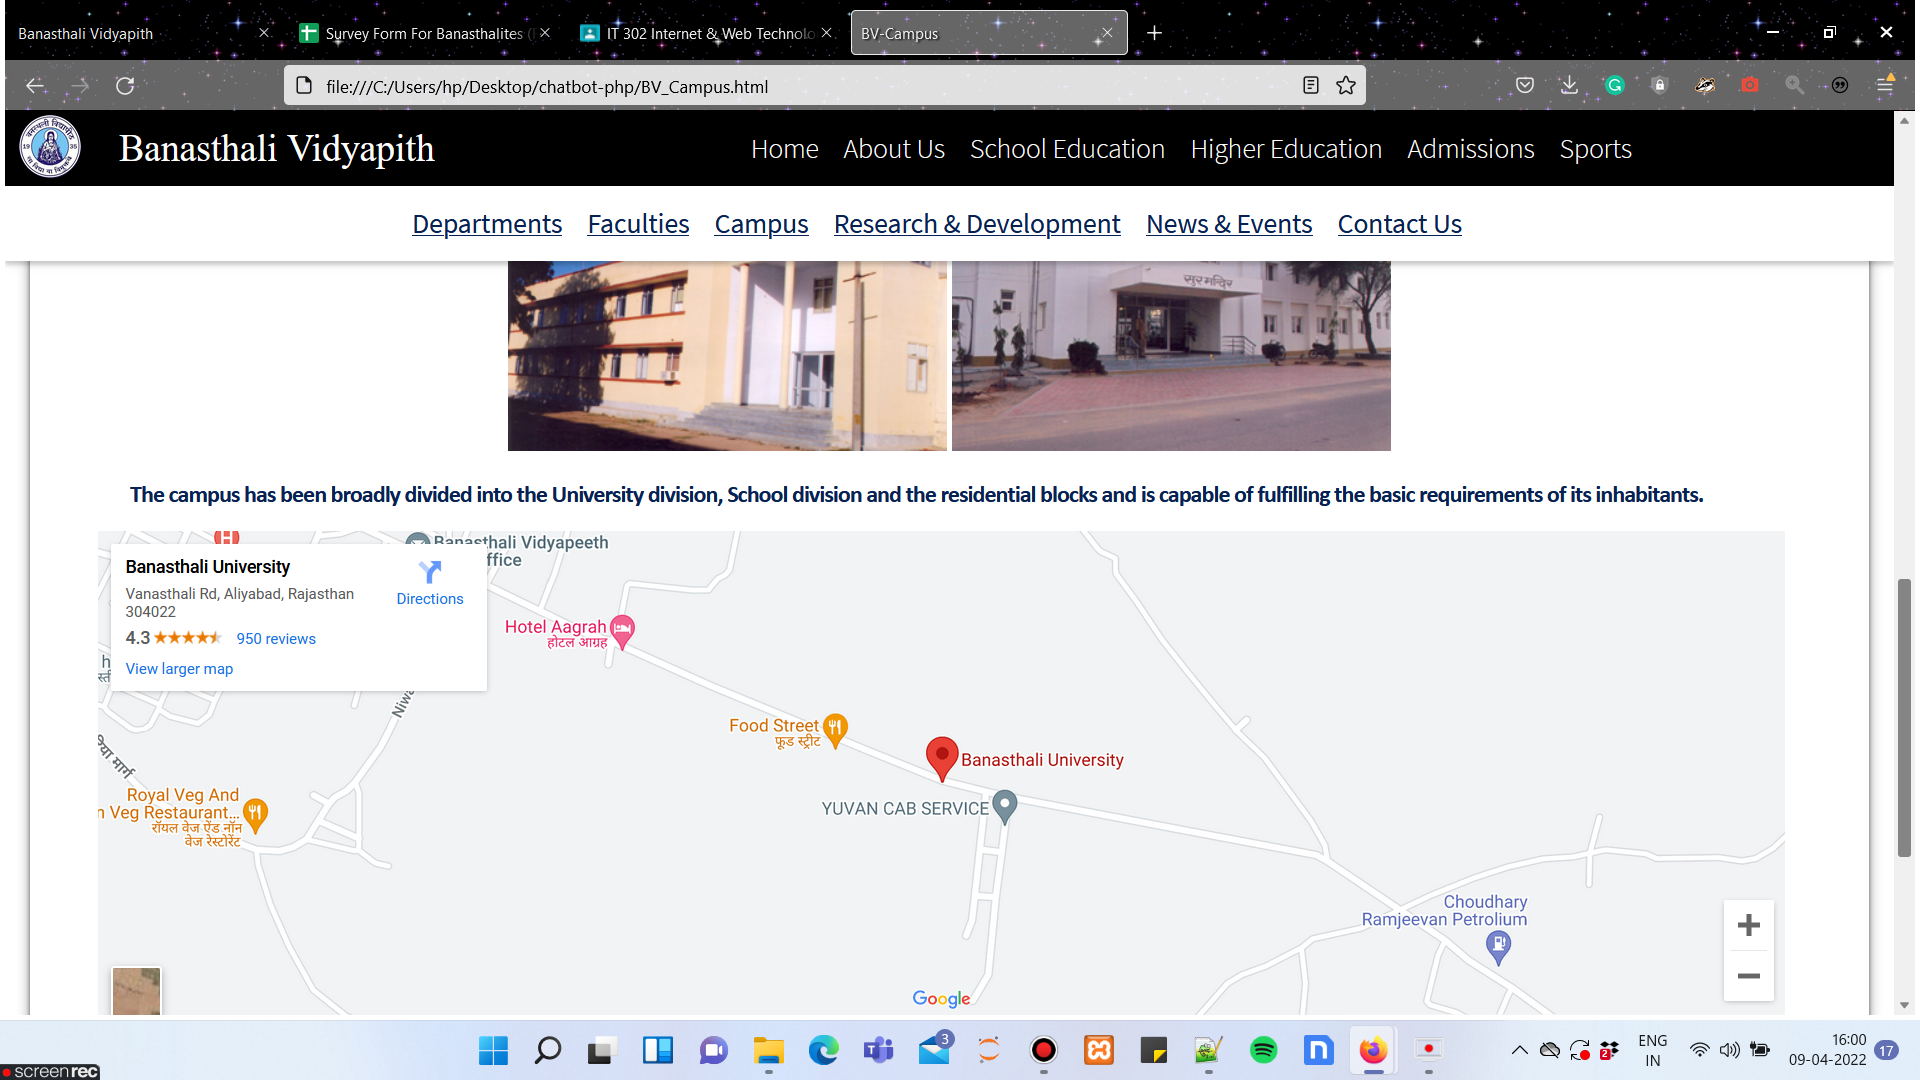 Banasthali Vidyapith
Survey Form For Banasthalites (
IT 302 Internet & Web Technolo
BV-Campus
file:///C:/Users/hp/Desktop/chatbot-php/BV_Campus.html
Banasthali Vidyapith
Home About Us School Education Higher Education Admissions Sports
Departments Faculties Campus Research & Development News & Events Contact Us
सुर मन्दिर
The campus has been broadly divided into the University division, School division and the residential blocks and is capable of fulfilling the basic requirements of its inhabitants.
Banasthali Vidyapeeth
ffice
Banasthali University
Vanasthali Rd, Aliyabad, Rajasthan
304022
4.3 950 reviews
View larger map
Directions
Hotel Aagrah
होटल आग्रह
Food Street
फूड स्ट्रीट
Banasthali University
YUVAN CAB SERVICE
Niwa
मार्ग
Royal Veg And
n Veg Restaurant...
रॉयल वेज ऐंड नॉन
वेज रेस्टोरेंट
Choudhary
Ramjeevan Petrolium
Google
3
2
ENG
IN
16:00
09-04-2022
17
screenrec